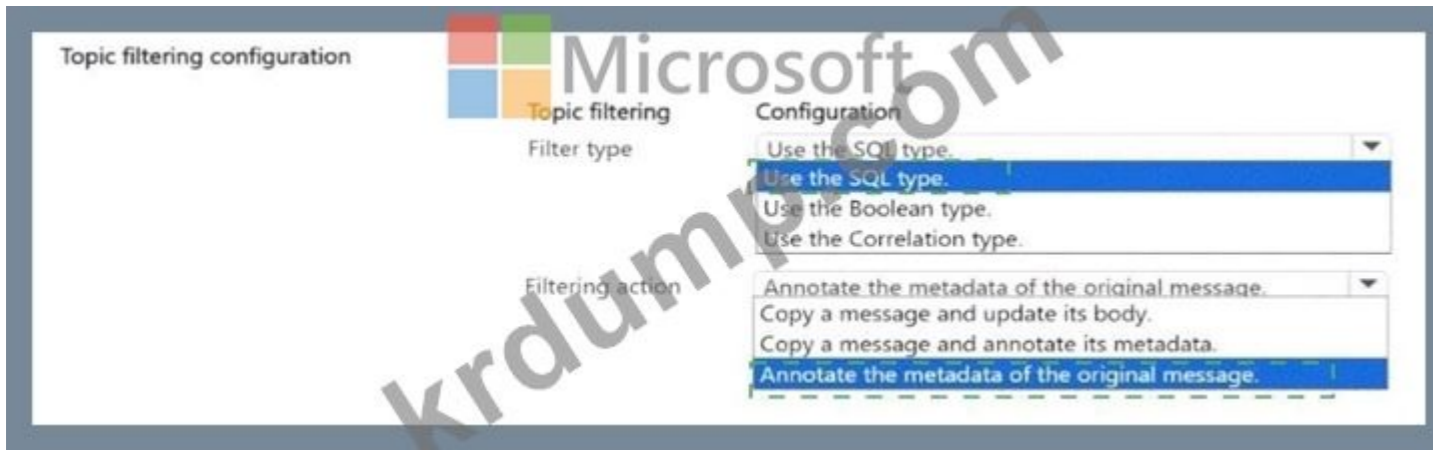 Topic filtering configuration
Microsoft
Topic filtering Configuration
Filter type Use the SQL type.
Use the SQL type.
Use the Boolean type.
Use the Correlation type.
Filtering action Annotate the metadata of the original message.
Copy a message and update its body.
Copy a message and annotate its metadata.
Annotate the metadata of the original message.
krdump.com